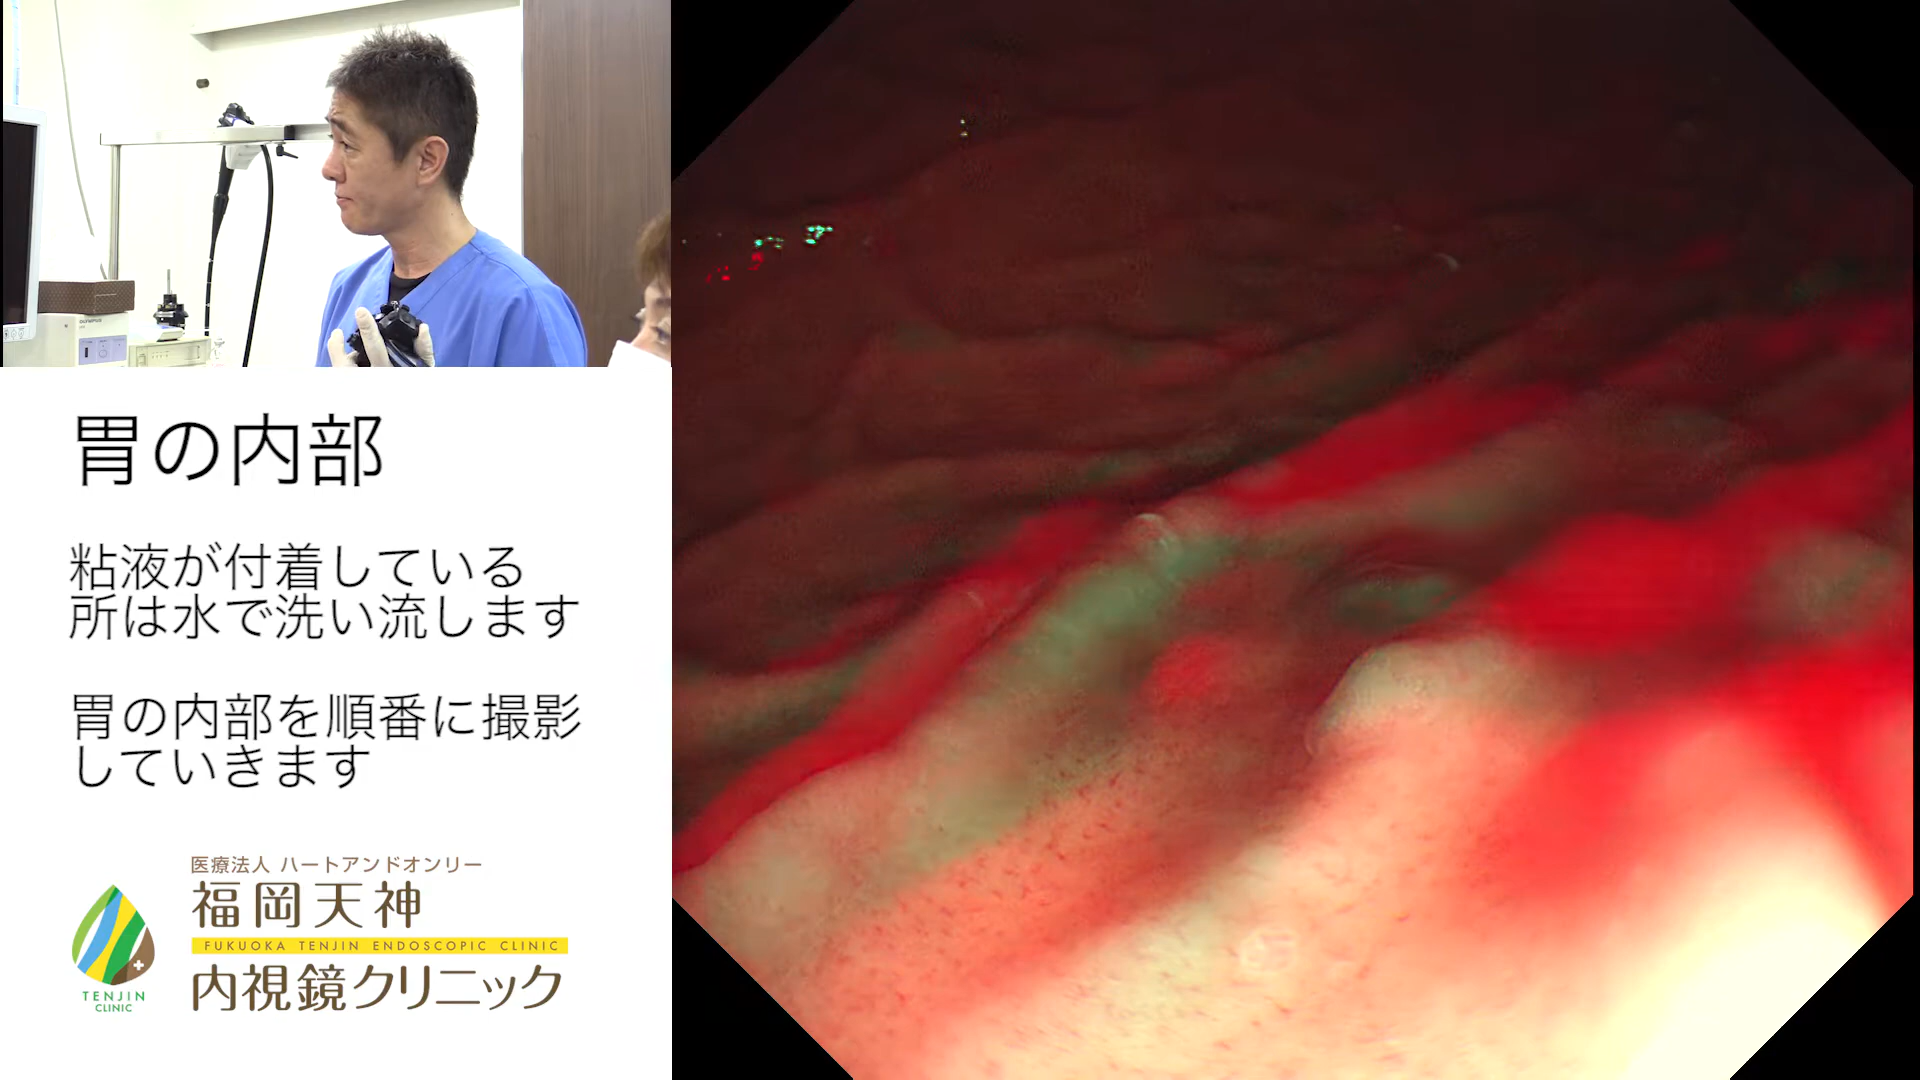 OLYMPUS
胃の内部
粘液が付着している
所は水で洗い流します
胃の内部を順番に撮影
していきます
医療法人 ハートアンドオンリー
福岡天神
FUKUOKA TENJIN ENDOSCOPIC CLINIC
内視鏡クリニック
TENJIN
CLINIC